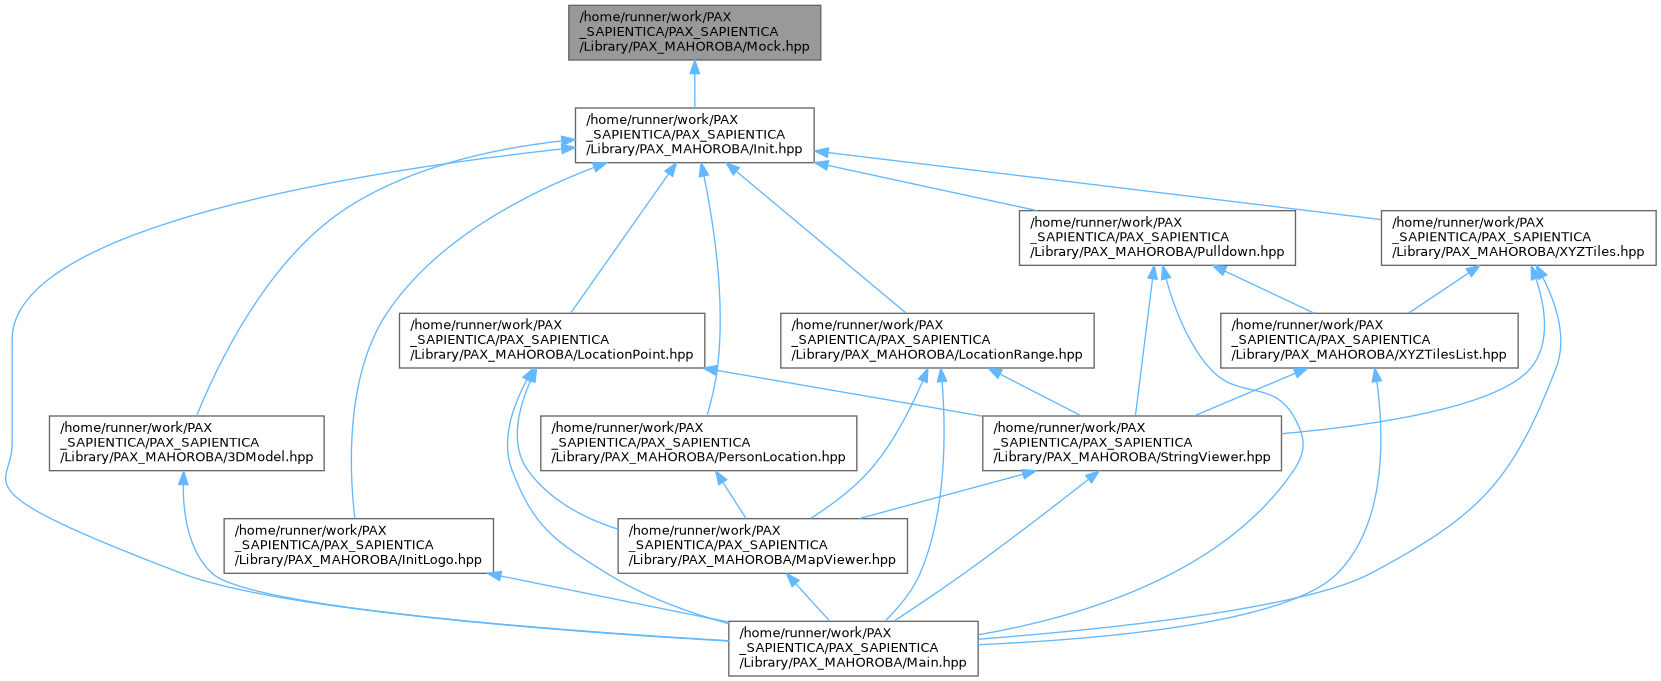 /home/runner/work/PAX
_SAPIENTICA/PAX_SAPIENTICA
/Library/PAX_MAHOROBA/Mock.hpp
/home/runner/work/PAX
_SAPIENTICA/PAX_SAPIENTICA
/Library/PAX_MAHOROBA/Init.hpp
/home/runner/work/PAX
_SAPIENTICA/PAX_SAPIENTICA
/Library/PAX_MAHOROBA/Pulldown.hpp
/home/runner/work/PAX
_SAPIENTICA/PAX_SAPIENTICA
/Library/PAX_MAHOROBA/XYZTiles.hpp
/home/runner/work/PAX
_SAPIENTICA/PAX_SAPIENTICA
/Library/PAX_MAHOROBA/LocationPoint.hpp
/home/runner/work/PAX
_SAPIENTICA/PAX_SAPIENTICA
/Library/PAX_MAHOROBA/LocationRange.hpp
/home/runner/work/PAX
_SAPIENTICA/PAX_SAPIENTICA
/Library/PAX_MAHOROBA/XYZTilesList.hpp
/home/runner/work/PAX
_SAPIENTICA/PAX_SAPIENTICA
/Library/PAX_MAHOROBA/3DModel.hpp
/home/runner/work/PAX
_SAPIENTICA/PAX_SAPIENTICA
/Library/PAX_MAHOROBA/PersonLocation.hpp
/home/runner/work/PAX
_SAPIENTICA/PAX_SAPIENTICA
/Library/PAX_MAHOROBA/StringViewer.hpp
/home/runner/work/PAX
_SAPIENTICA/PAX_SAPIENTICA
/Library/PAX_MAHOROBA/InitLogo.hpp
/home/runner/work/PAX
_SAPIENTICA/PAX_SAPIENTICA
/Library/PAX_MAHOROBA/MapViewer.hpp
/home/runner/work/PAX
_SAPIENTICA/PAX_SAPIENTICA
/Library/PAX_MAHOROBA/Main.hpp